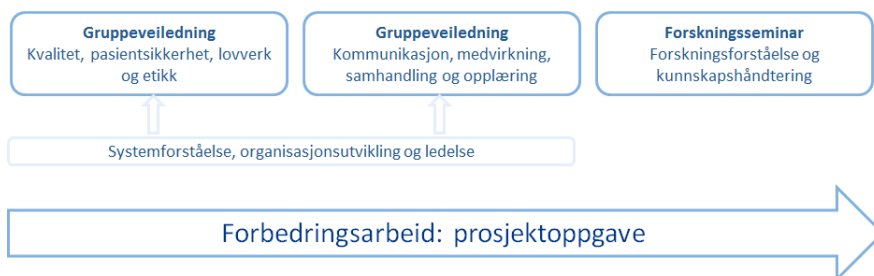 Gruppeveiledning
Kvalitet, pasientsikkerhet, lovverk
og etikk
Gruppeveiledning
Kommunikasjon, medvirkning,
samhandling og opplæring
Forskningsseminar
Forskningsforståelse og
kunnskapshåndtering
Systemforståelse, organisasjonsutvikling og ledelse
Forbedringsarbeid: prosjektoppgave